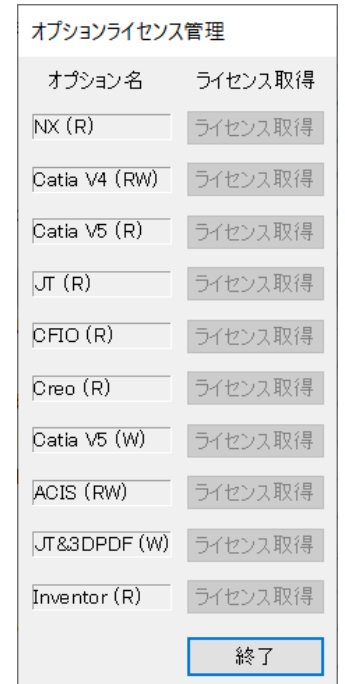 オプションライセンス管理
オプション名 ライセンス取得
NX (R) ライセンス取得
Catia V4 (RW) ライセンス取得
Catia V5 (R) ライセンス取得
JT (R) ライセンス取得
CFIO (R) ライセンス取得
Creo (R) ライセンス取得
Catia V5 (W) ライセンス取得
ACIS (RW) ライセンス取得
JT&3DPDF (W) ライセンス取得
Inventor (R) ライセンス取得
終了